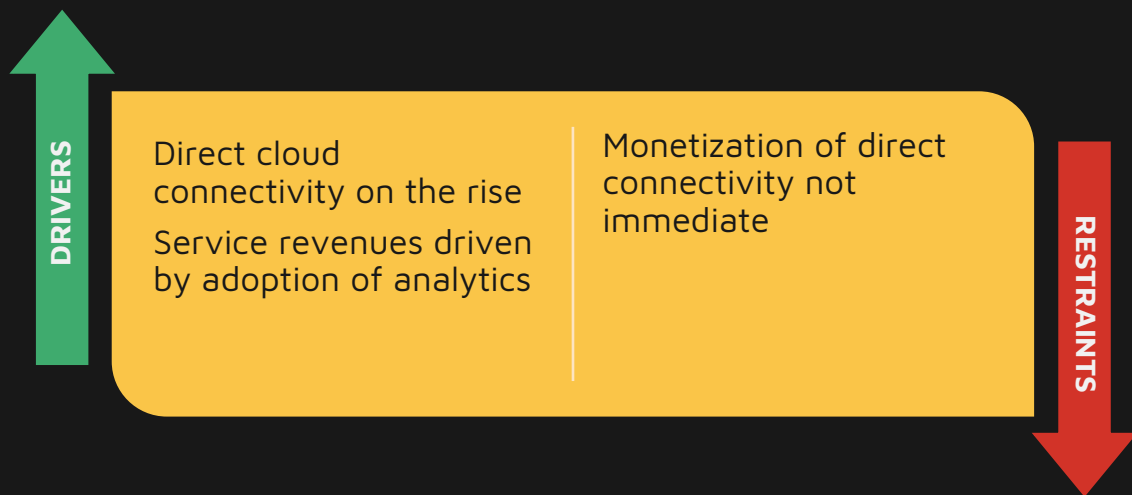 DRIVERS
Direct cloud
connectivity on the rise
Service revenues driven
by adoption of analytics
Monetization of direct
connectivity not
immediate
RESTRAINTS